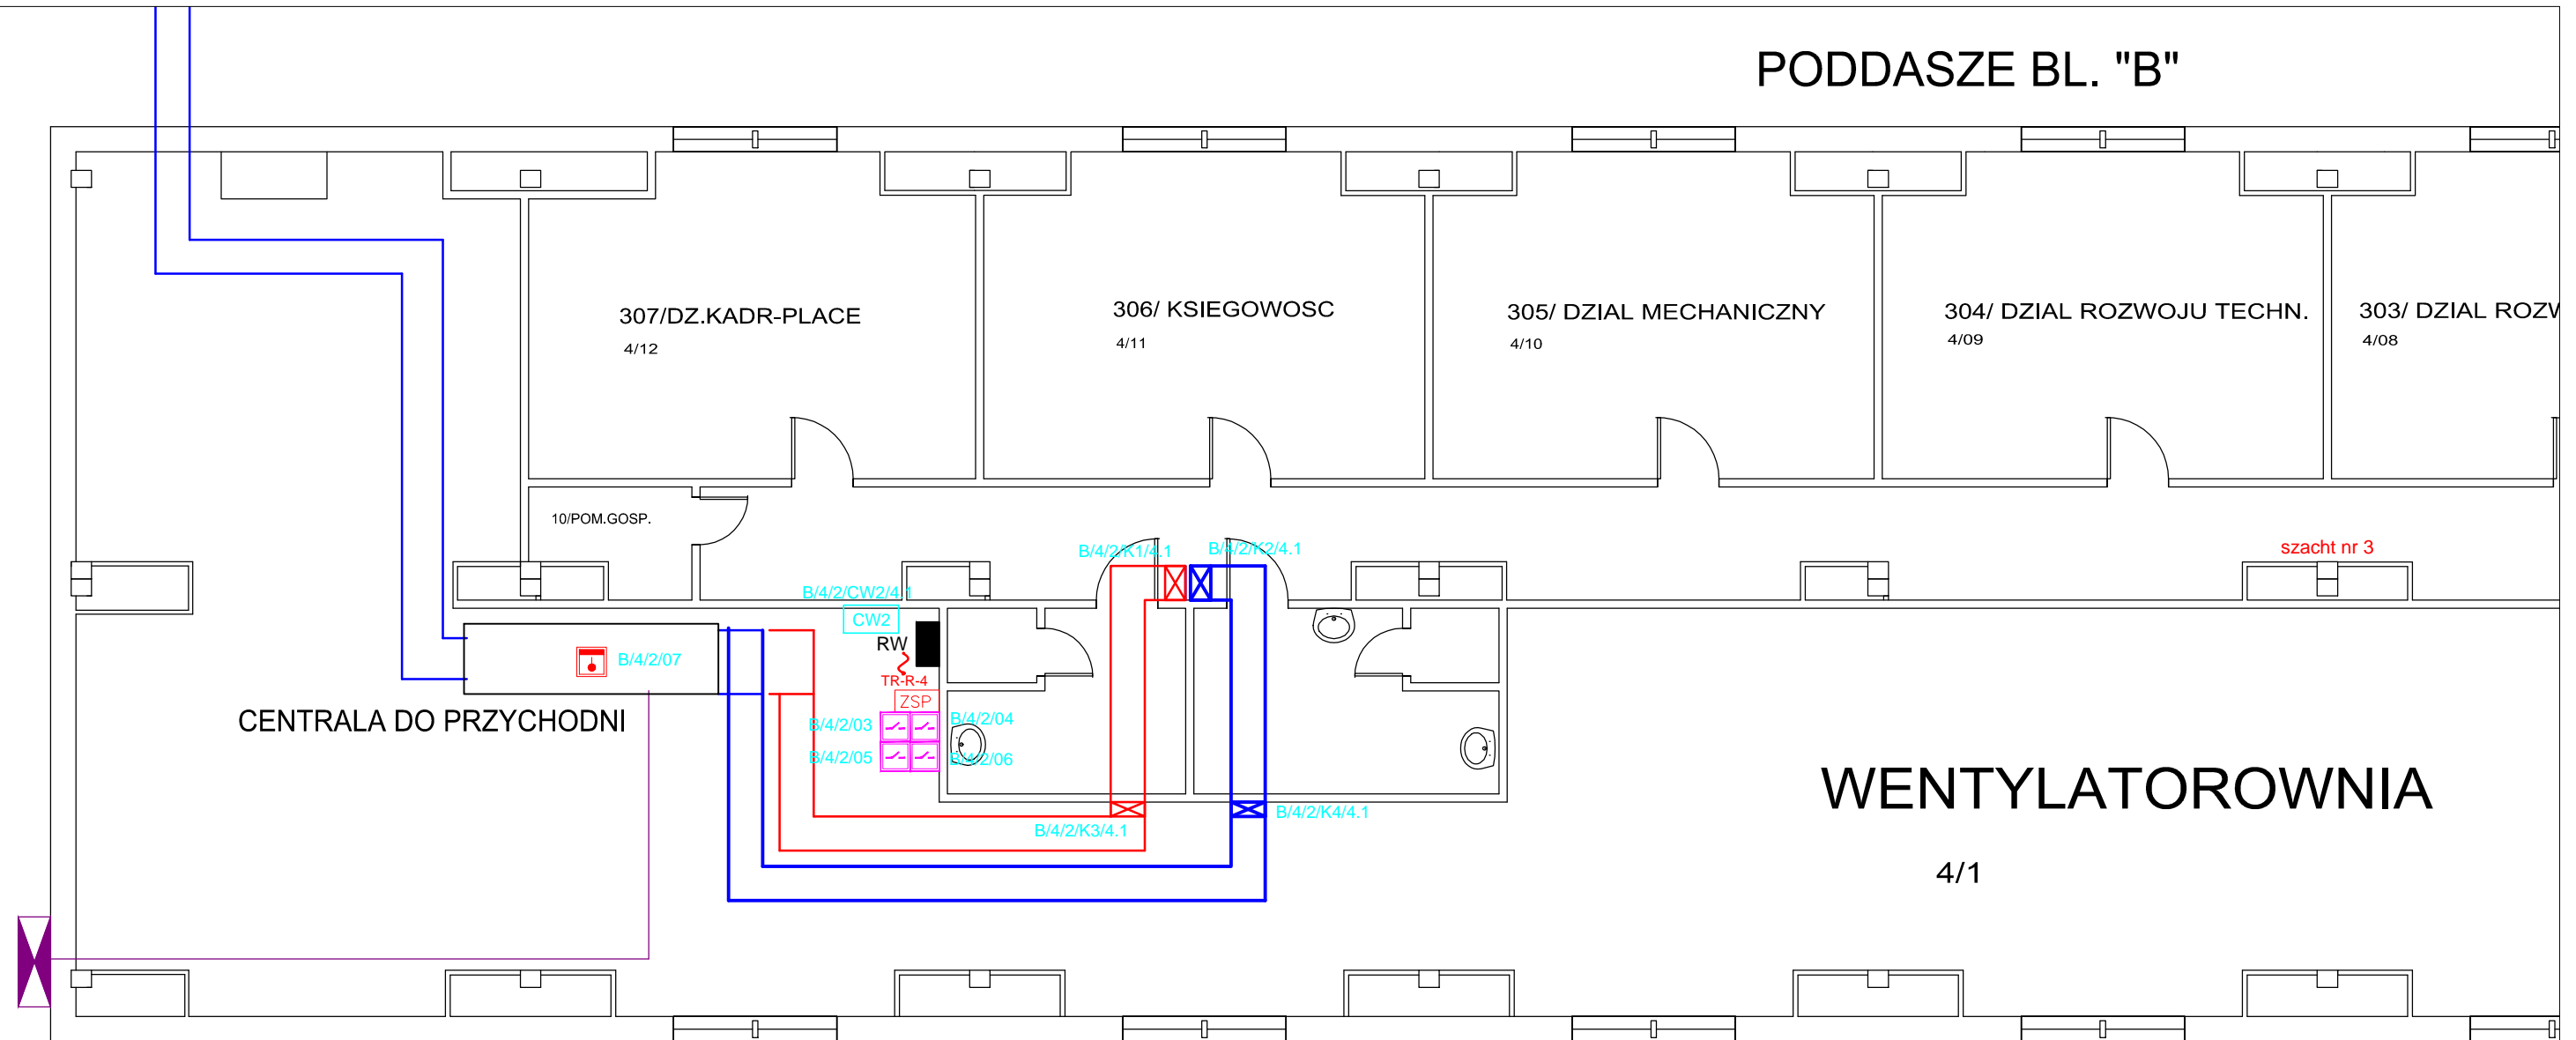 PODDASZE BL. "B"
307/DZ.KADR-PLACE
4/12
306/ KSIEGOWOSC
4/11
305/ DZIAL MECHANICZNY
4/10
304/ DZIAL ROZWOJU TECHN.
4/09
303/ DZIAL
4/08
10/POM.GOSP.
B/4/2/K1/4.1
B/4/2/K2/4.1
szacht nr 3
B/4/2/CW2/4.1
CW2
RW
B/4/2/07
TR-R-4
ZSP
CENTRALA DO PRZYCHODNI
B/4/2/03
B/4/2/04
B/4/2/05
B/4/2/06
WENTYLATOROWNIA
4/1
B/4/2/K3/4.1
B/4/2/K4/4.1